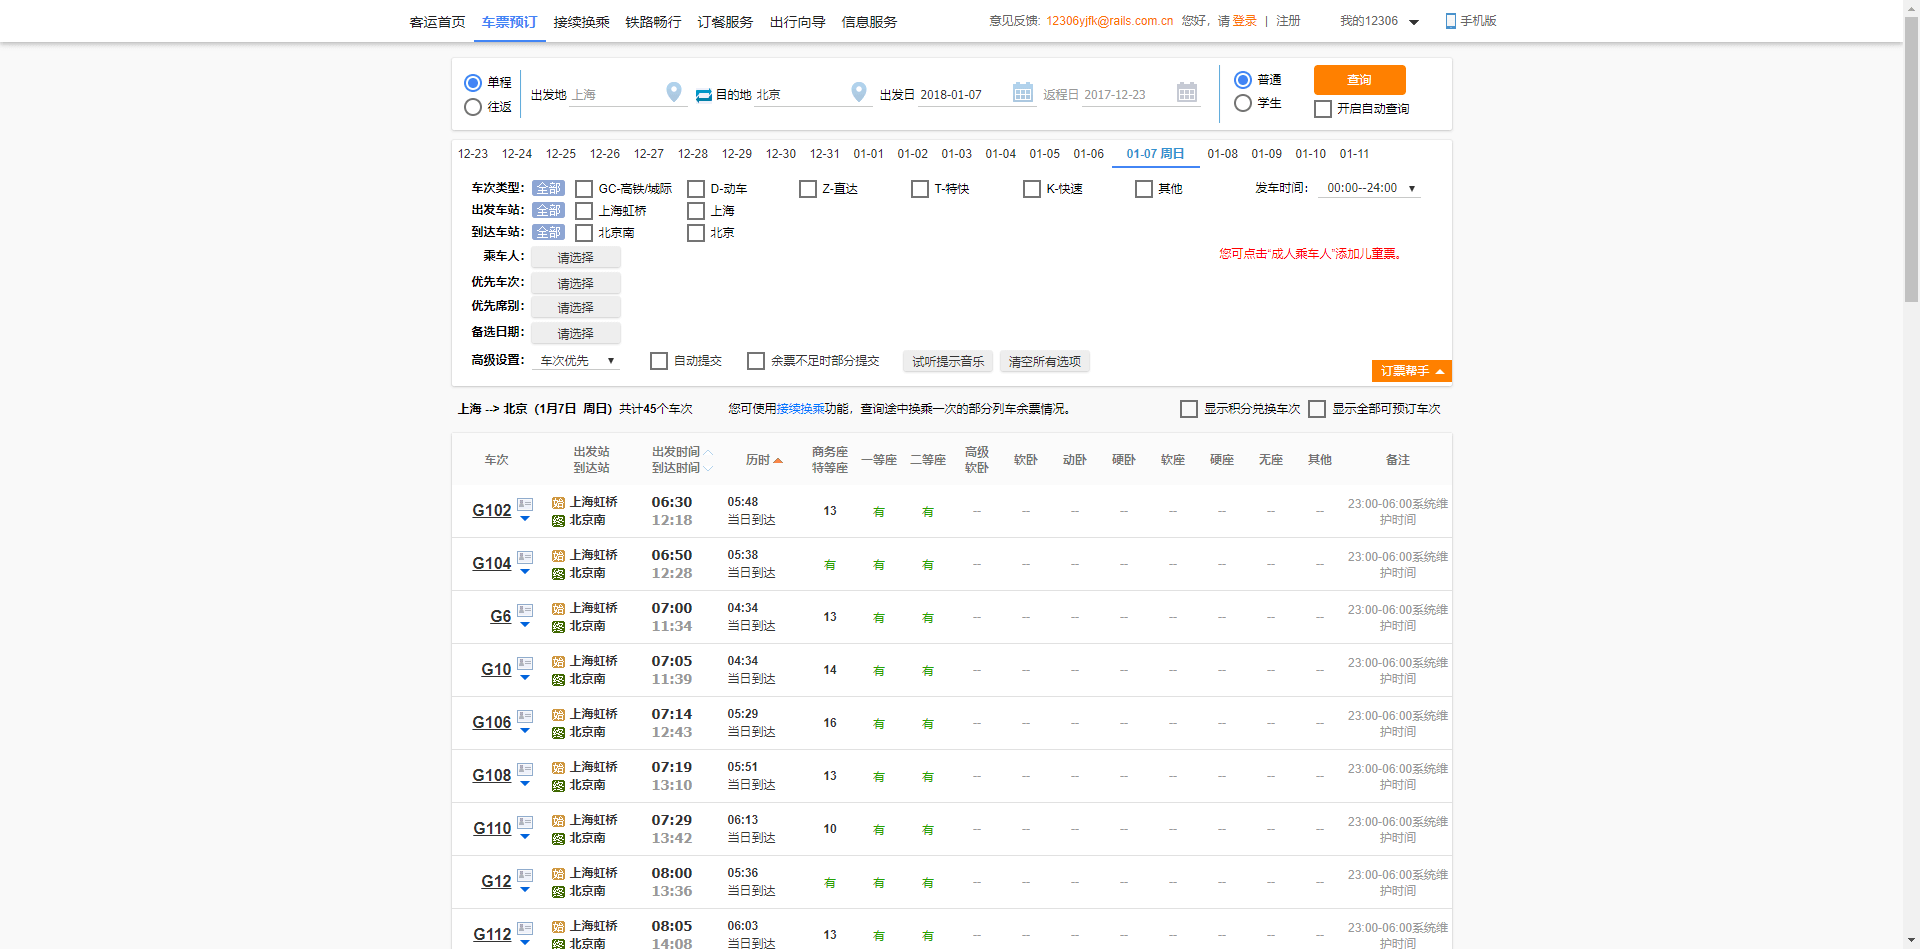 客运首页 车票预订 接续换乘 铁路畅行 订餐服务 出行向导 信息服务 意见反馈: 12306yjfk@rails.com.cn 您好，请 登录 | 注册 我的12306 手机版
单程 往返 出发地 上海 目的地 北京 出发日 2018-01-07 返程日 2017-12-23 普通 学生 查询 开启自动查询
12-23 12-24 12-25 12-26 12-27 12-28 12-29 12-30 12-31 01-01 01-02 01-03 01-04 01-05 01-06 01-07 周日 01-08 01-09 01-10 01-11
车次类型： 全部 GC-高铁/城际 D-动车 Z-直达 T-特快 K-快速 其他 发车时间： 00:00--24:00
出发车站： 全部 上海虹桥 上海
到达车站： 全部 北京南 北京
乘车人： 请选择 您可点击“成人乘车人”添加儿童票。
优先车次： 请选择
优先席别： 请选择
备选日期： 请选择
高级设置： 车次优先 自动提交 余票不足时部分提交 试听提示音乐 清空所有选项
订票帮手
上海 --> 北京（1月7日 周日）共计45个车次 您可使用接续换乘功能，查询途中换乘一次的部分列车余票情况。 显示积分兑换车次 显示全部可预订车次
车次 出发站 到达站 出发时间 到达时间 历时 商务座 特等座 一等座 二等座 高级 软卧 软卧 动卧 硬卧 软座 硬座 无座 其他 备注
G102 始 上海虹桥 06:30 05:48 13 有 有 -- -- -- -- -- -- -- -- 23:00-06:00系统维
终 北京南 12:18 当日到达 护时间
G104 始 上海虹桥 06:50 05:38 有 有 有 -- -- -- -- -- -- -- -- 23:00-06:00系统维
终 北京南 12:28 当日到达 护时间
G6 始 上海虹桥 07:00 04:34 13 有 有 -- -- -- -- -- -- -- -- 23:00-06:00系统维
终 北京南 11:34 当日到达 护时间
G10 始 上海虹桥 07:05 04:34 14 有 有 -- -- -- -- -- -- -- -- 23:00-06:00系统维
终 北京南 11:39 当日到达 护时间
G106 始 上海虹桥 07:14 05:29 16 有 有 -- -- -- -- -- -- -- -- 23:00-06:00系统维
终 北京南 12:43 当日到达 护时间
G108 始 上海虹桥 07:19 05:51 13 有 有 -- -- -- -- -- -- -- -- 23:00-06:00系统维
终 北京南 13:10 当日到达 护时间
G110 始 上海虹桥 07:29 06:13 10 有 有 -- -- -- -- -- -- -- -- 23:00-06:00系统维
终 北京南 13:42 当日到达 护时间
G12 始 上海虹桥 08:00 05:36 有 有 有 -- -- -- -- -- -- -- -- 23:00-06:00系统维
终 北京南 13:36 当日到达 护时间
G112 始 上海虹桥 08:05 06:03 13 有 有 -- -- -- -- -- -- -- -- 23:00-06:00系统维
终 北京南 14:08 当日到达 护时间